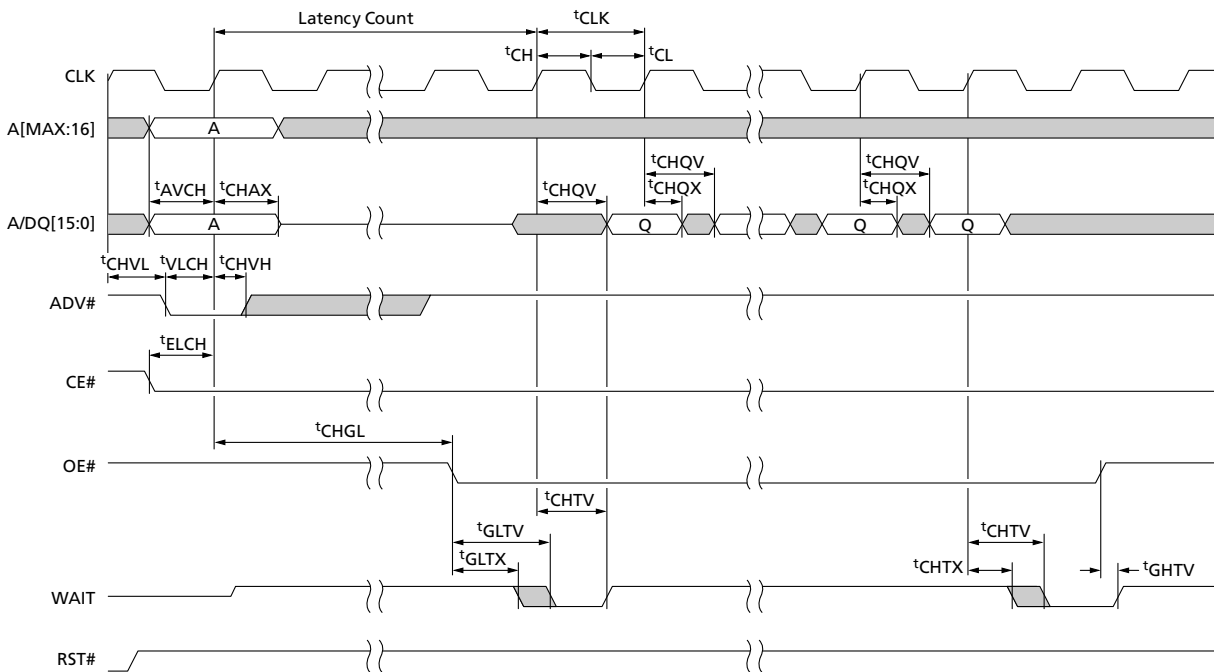 Latency Count
tCLK
tCH
tCL
CLK
A[MAX:16]
A
tCHQV
tCHQV
tAVCH
tCHAX
tCHQV
tCHQX
tCHQX
A/DQ[15:0]
A
Q
Q
Q
tCHVL
tVLCH
tCHVH
ADV#
tELCH
CE#
tCHGL
OE#
tCHTV
tGLTV
tCHTV
tGLTX
tCHTX
tGHTV
WAIT
RST#